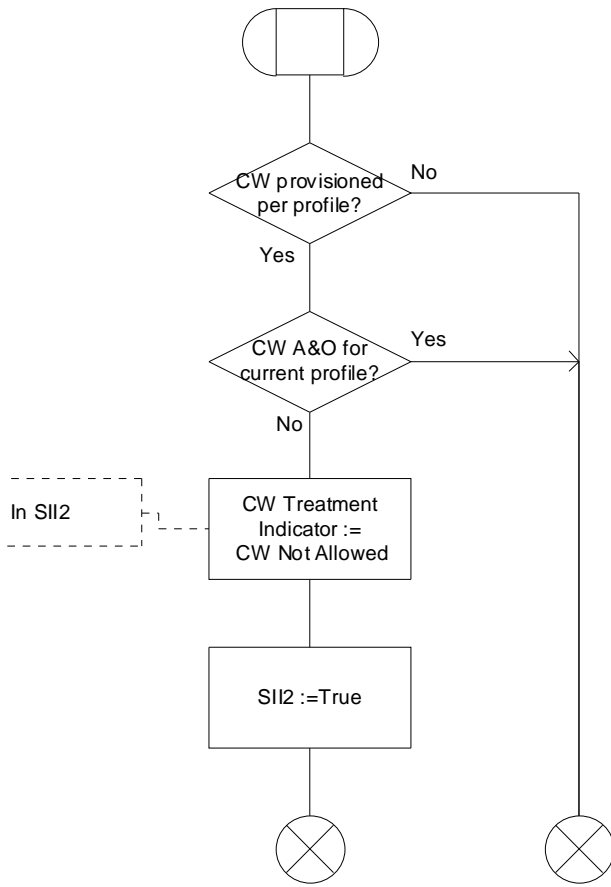 CW provisioned
per profile?
No
Yes
CW A&O for
current profile?
Yes
No
In SII2
CW Treatment
Indicator :=
CW Not Allowed
SII2 :=True